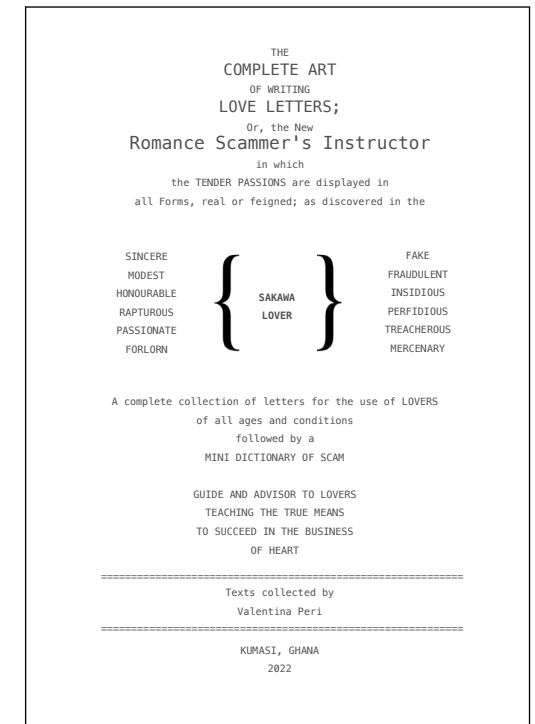 THE
COMPLETE ART
OF WRITING
LOVE LETTERS;
Or, the New
Romance Scammer's Instructor
in which
the TENDER PASSIONS are displayed in
all Forms, real or feigned; as discovered in the
SINCERE
MODEST
HONOURABLE
RAPTUROUS
PASSIONATE
FORLORN
{ SAKAWA
LOVER }
FAKE
FRAUDULENT
INSIDIOUS
PERFIDIOUS
TREACHEROUS
MERCENARY
A complete collection of letters for the use of LOVERS
of all ages and conditions
followed by a
MINI DICTIONARY OF SCAM
GUIDE AND ADVISOR TO LOVERS
TEACHING THE TRUE MEANS
TO SUCCEED IN THE BUSINESS
OF HEART
Texts collected by
Valentina Peri
KUMASI, GHANA
2022